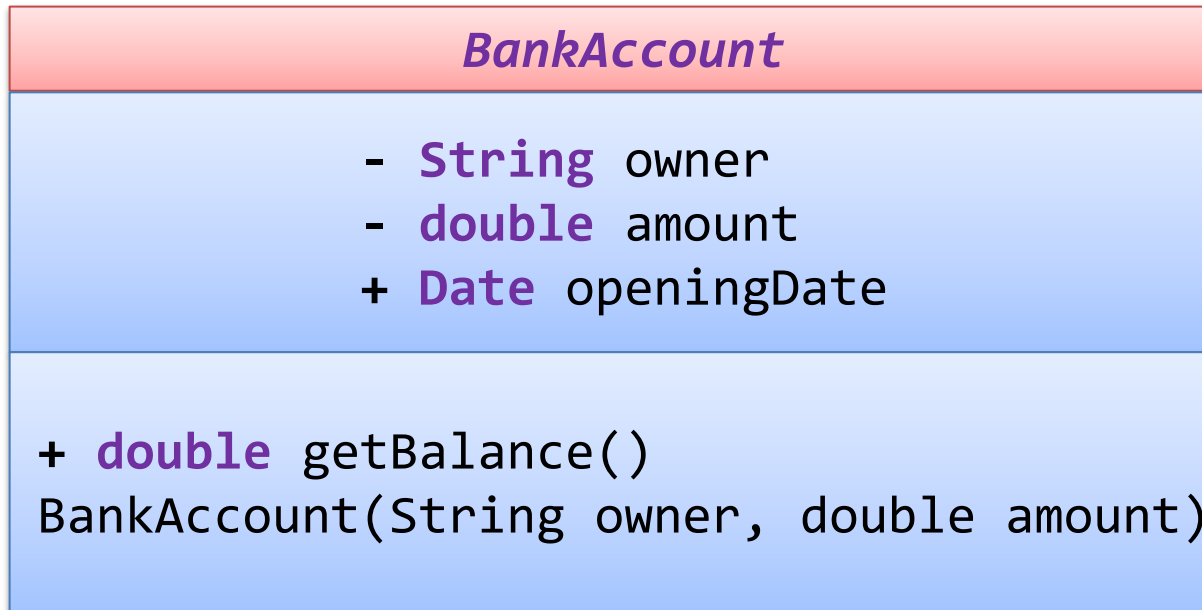 BankAccount
- String owner
- double amount
+ Date openingDate
+ double getBalance()
BankAccount(String owner, double amount)